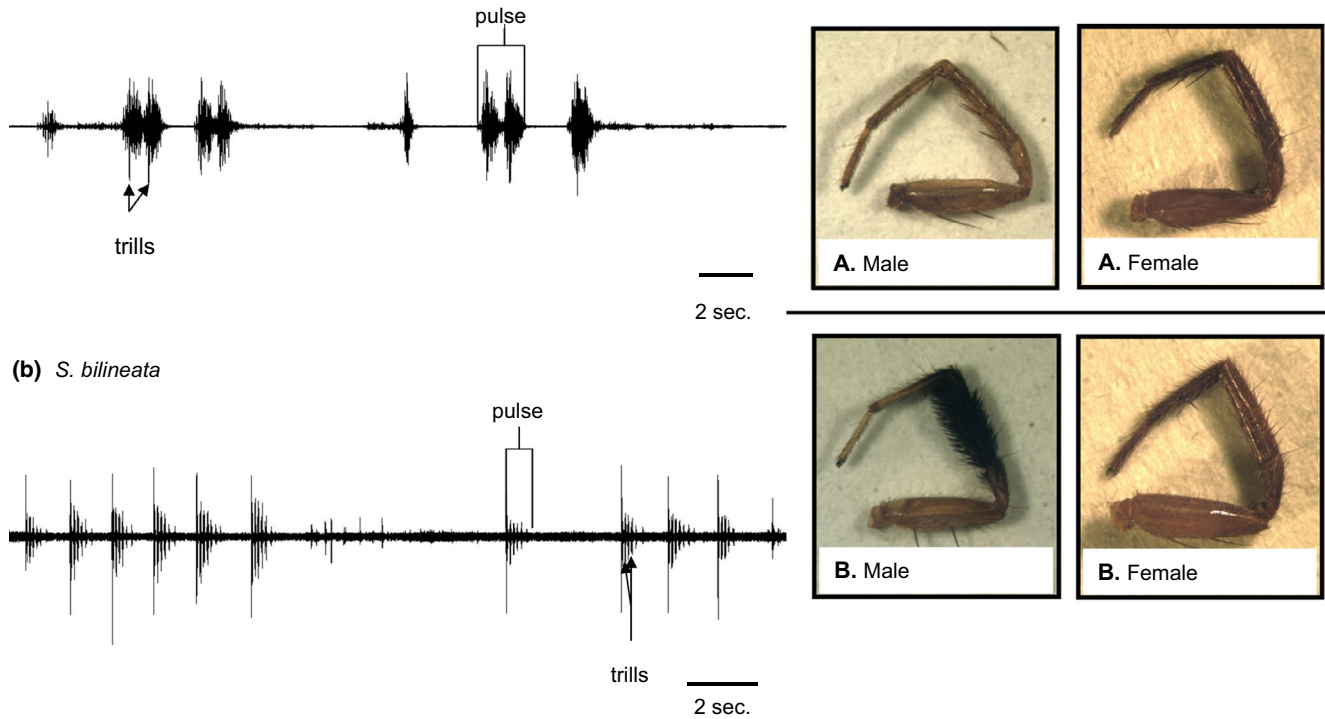 pulse
trills
2 sec.
(b) S. bilineata
pulse
trills
2 sec.
A. Male
A. Female
B. Male
B. Female